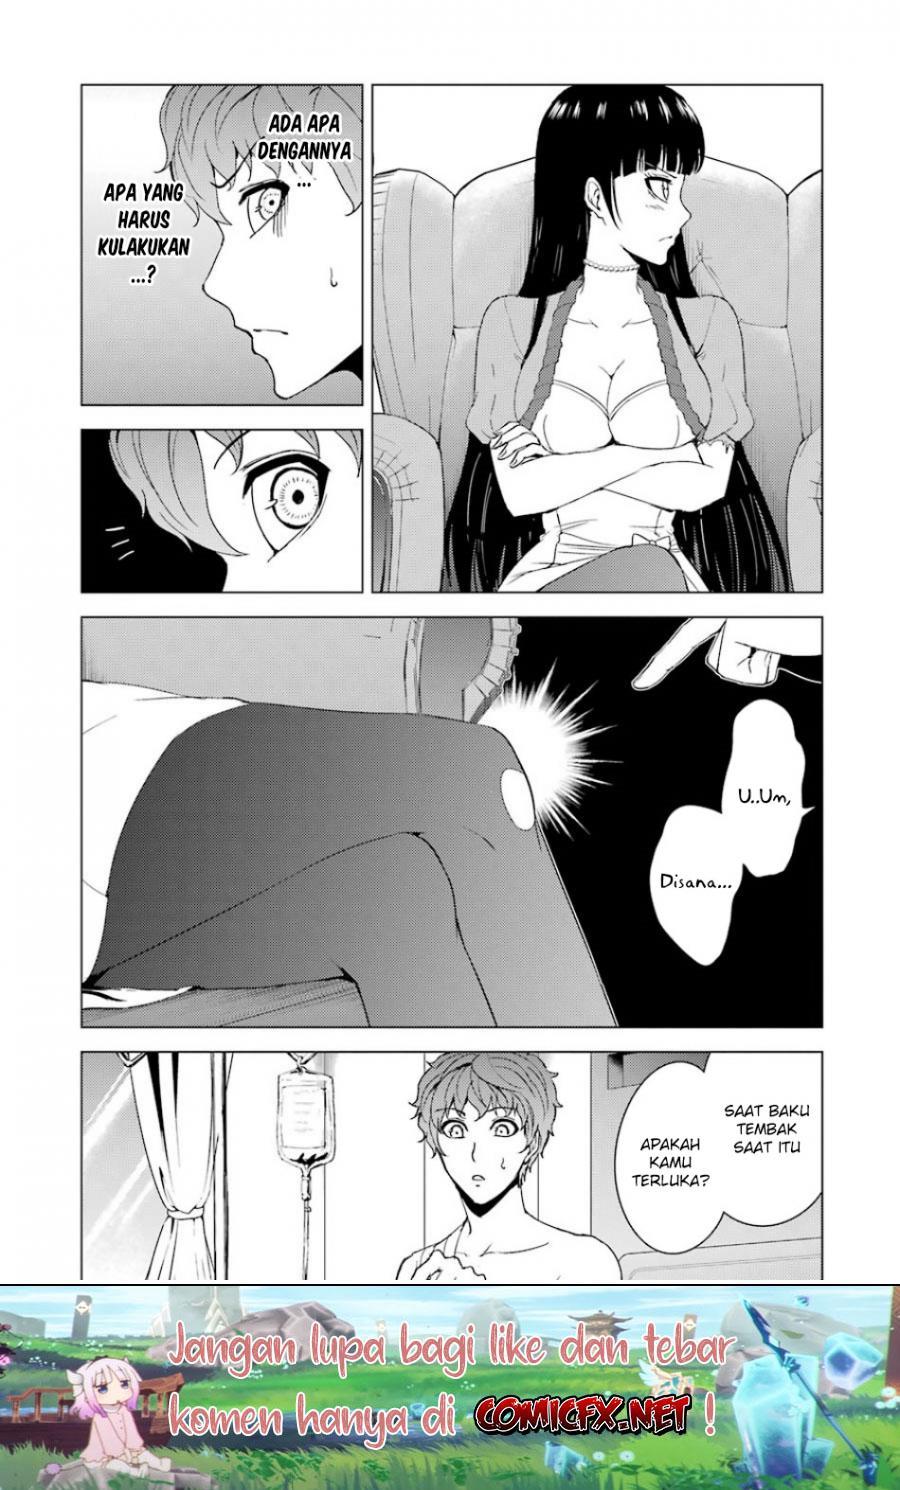 ADA APA
DENGANNYA
...
APA YANG
HARUS
KULAKUKAN
...?
U..Um,
Disana...
SAAT BAKU
TEMBAK
SAAT ITU
APAKAH
KAMU
TERLUKA?
Jangan lupa bagi like dan tebar
komen hanya di COMICFX.NET !